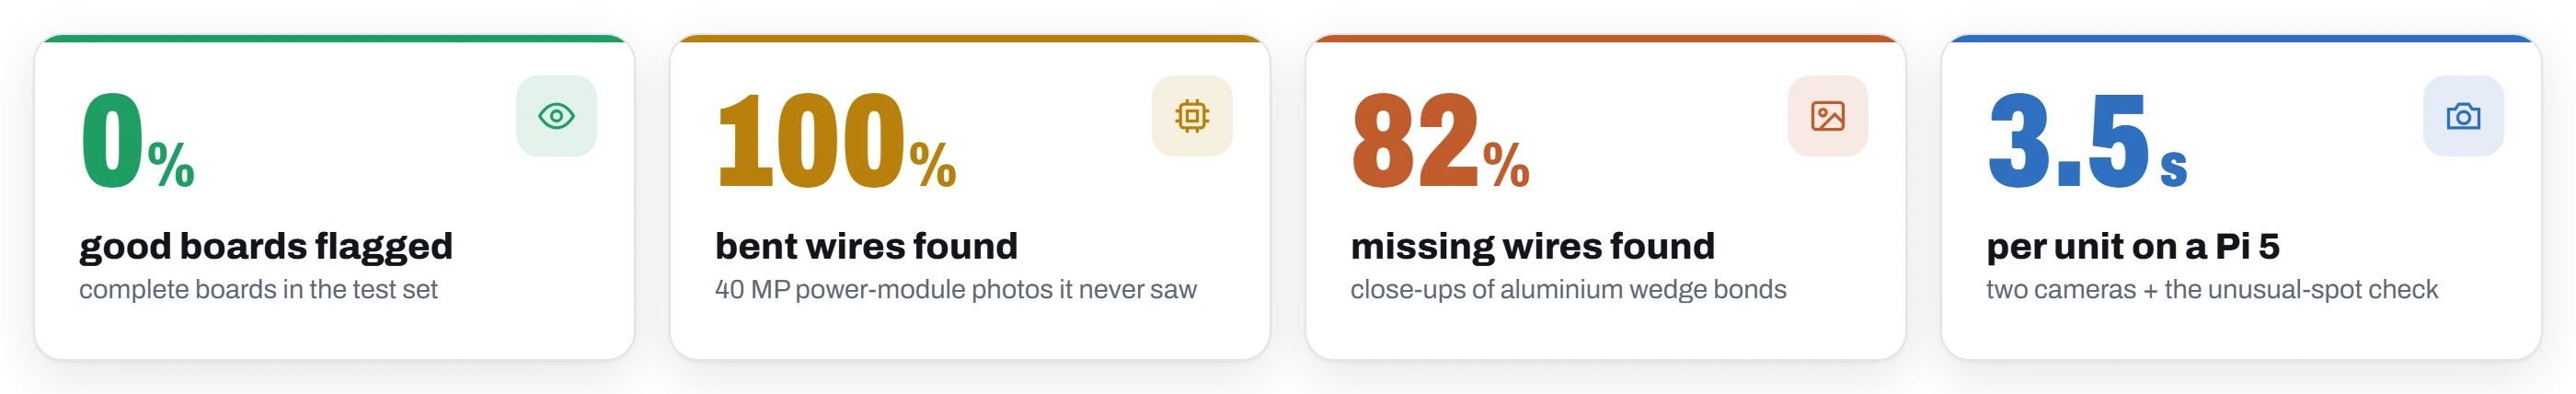 0%
good boards flagged
complete boards in the test set
100%
bent wires found
40 MP power-module photos it never saw
82%
missing wires found
close-ups of aluminium wedge bonds
3.5 s
per unit on a Pi 5
two cameras + the unusual-spot check